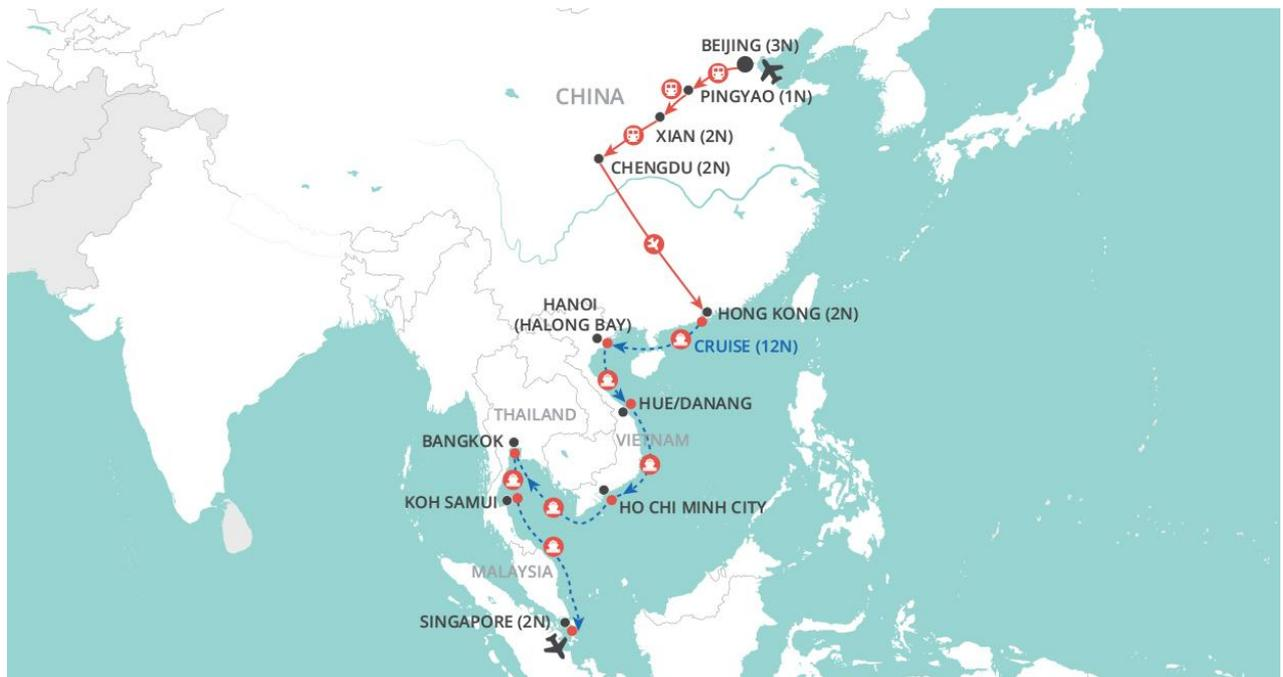 BEIJING (3N)
CHINA
PINGYAO (1N)
XIAN (2N)
CHENGDU (2N)
HANOI
(HALONG BAY)
HONG KONG (2N)
CRUISE (12N)
HUE/DANANG
THAILAND
VIETNAM
BANGKOK
KOH SAMUI
HO CHI MINH CITY
MALAYSIA
SINGAPORE (2N)